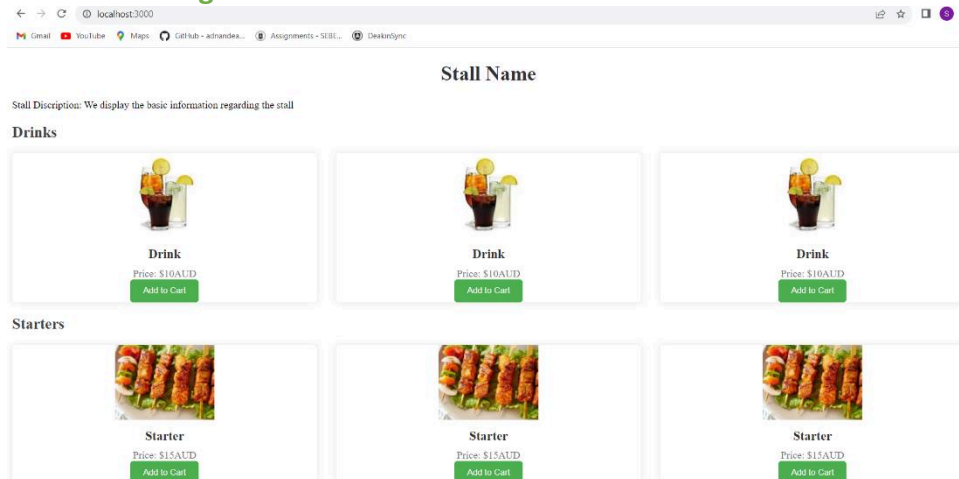 localhost:3000
Gmail YouTube Maps GitHub - adnandea... Assignments - SEBE... DeakinSync
Stall Name
Stall Discription: We display the basic information regarding the stall
Drinks
Drink Drink Drink
Price: $10AUD Price: $10AUD Price: $10AUD
Add to Cart Add to Cart Add to Cart
Starters
Starter Starter Starter
Price: $15AUD Price: $15AUD Price: $15AUD
Add to Cart Add to Cart Add to Cart